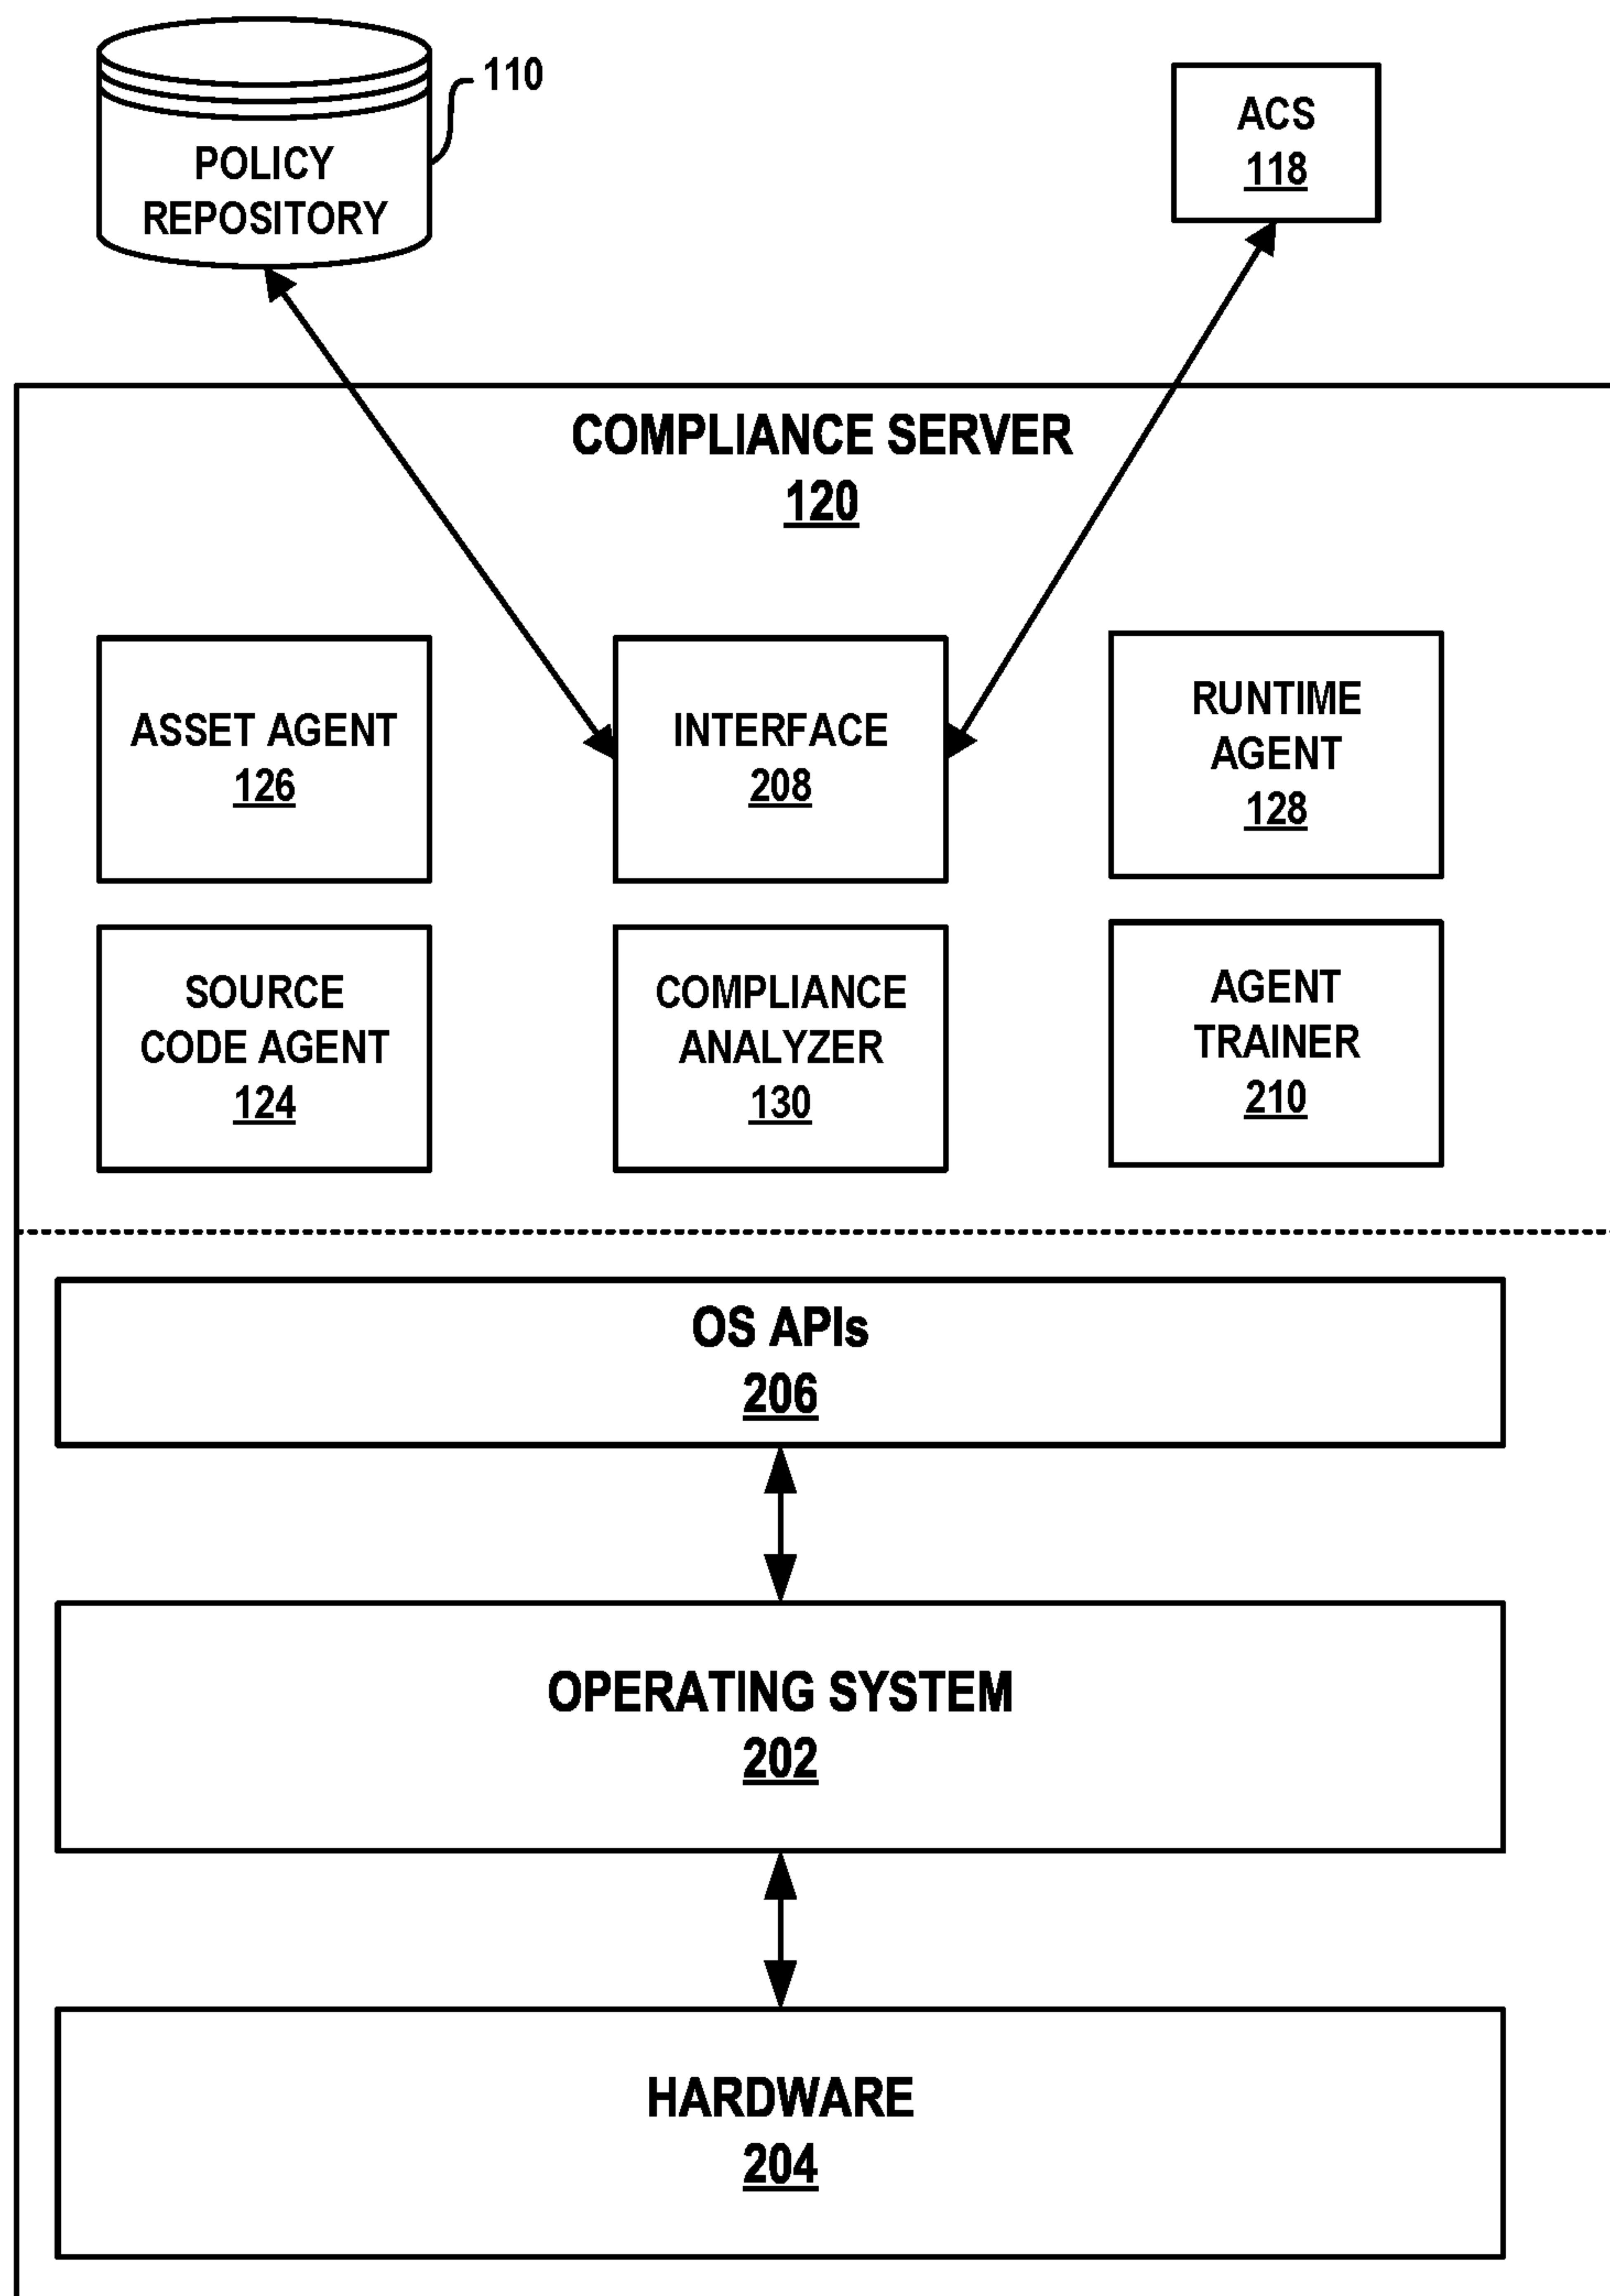 110
POLICY
REPOSITORY
ACS
118
COMPLIANCE SERVER
120
ASSET AGENT
126
INTERFACE
208
RUNTIME
AGENT
128
SOURCE
CODE AGENT
124
COMPLIANCE
ANALYZER
130
AGENT
TRAINER
210
OS APIs
206
OPERATING SYSTEM
202
HARDWARE
204